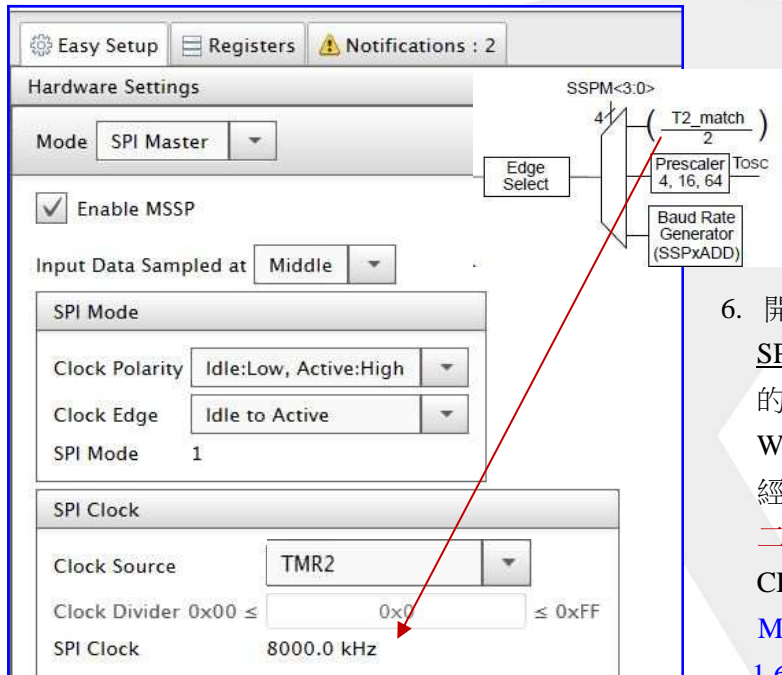 Easy Setup Registers Notifications : 2
Hardware Settings
Mode SPI Master
Enable MSSP
Input Data Sampled at Middle
SPI Mode
Clock Polarity Idle:Low, Active:High
Clock Edge Idle to Active
SPI Mode 1
SPI Clock
Clock Source TMR2
Clock Divider 0x00 ≤ 0x0 ≤ 0xFF
SPI Clock 8000.0 kHz
SSPM<3:0>
4
( T2_match
2 )
Edge
Select
Prescaler Tosc
4, 16, 64
Baud Rate
Generator
(SSPxADD)
6. 開
的
W
經
二
M